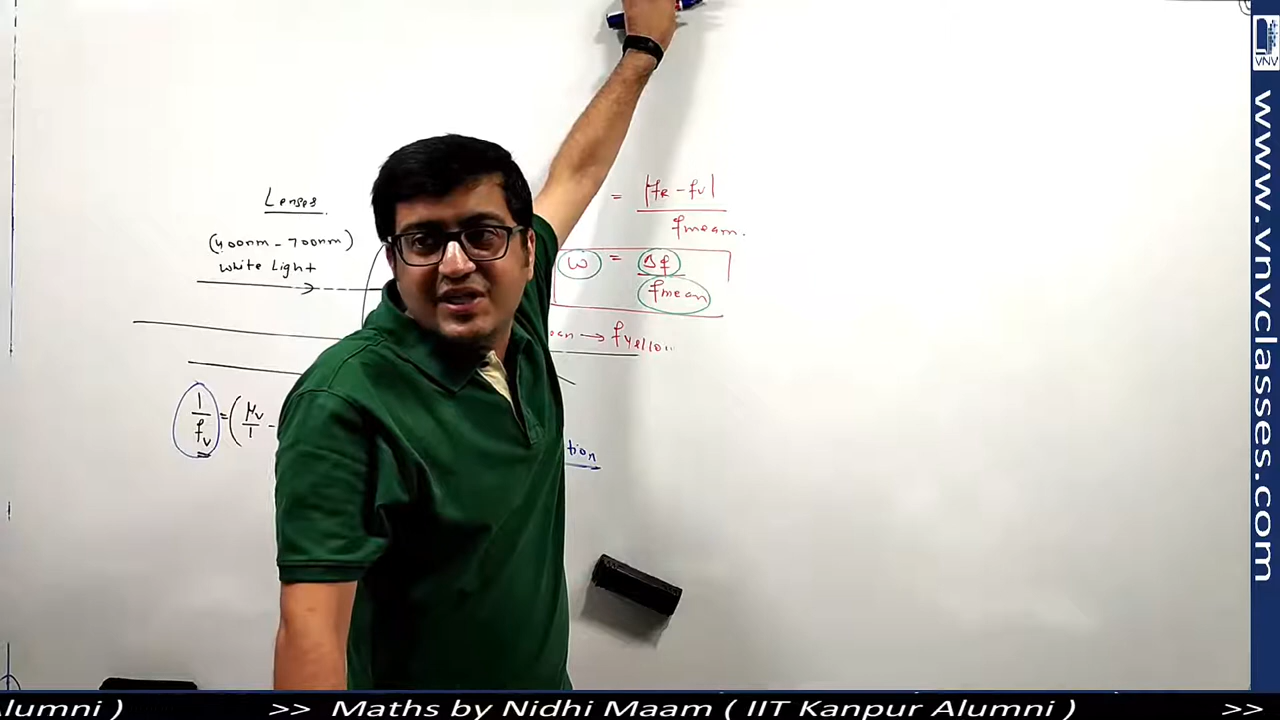 Lenses
(400nm - 700nm)
white Light
= |fR - fV|
fmean.
ω = Δf
fmean
→ fyellow
1/fv = (μv/1 -
tion
VNV
www.vnvclasses.com
Alumni ) >> Maths by Nidhi Maam ( IIT Kanpur Alumni ) >>